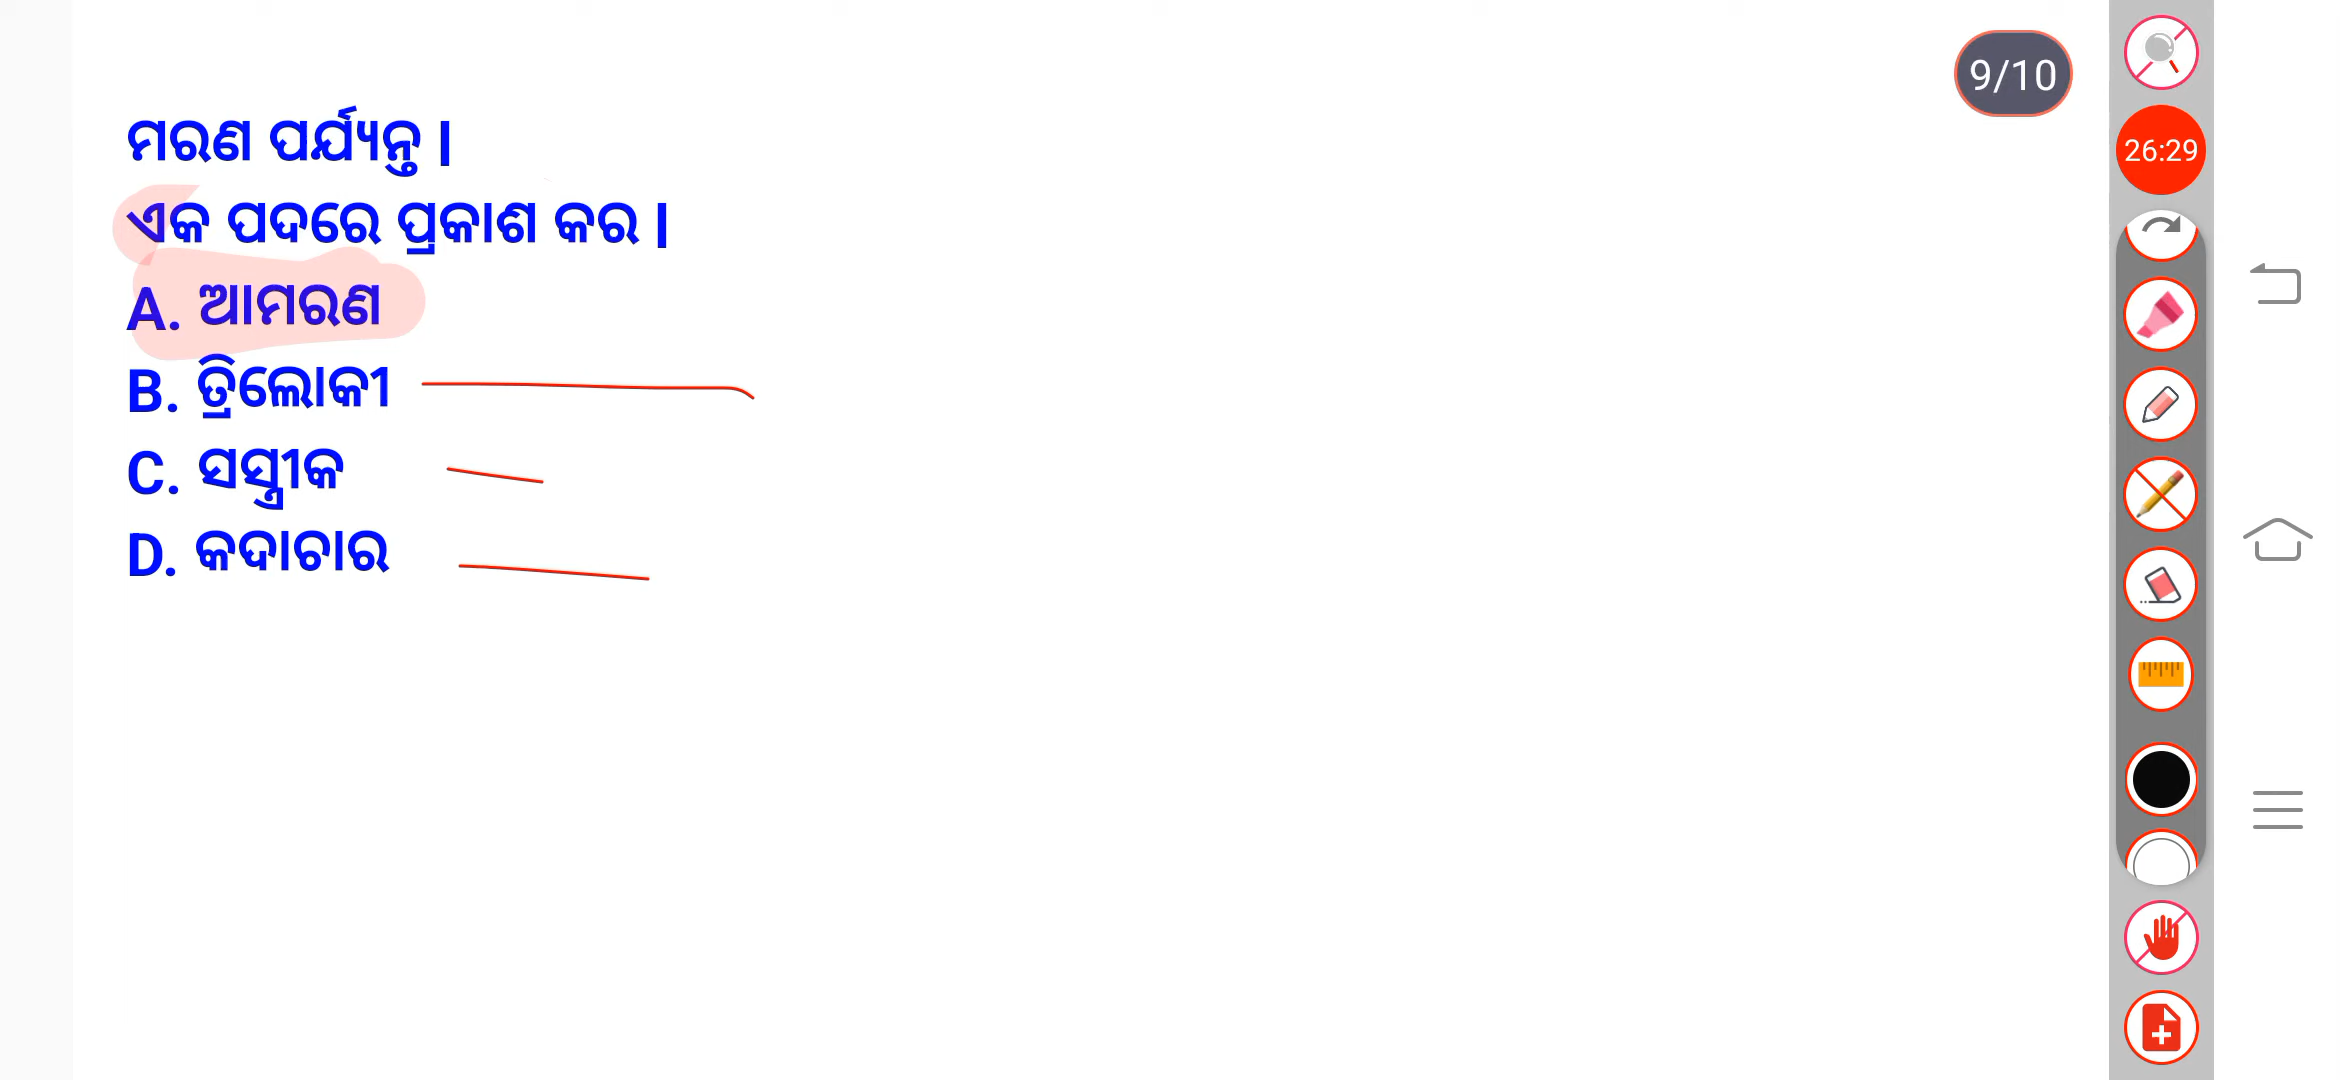 9/10
26:29
ମରଣ ପର୍ଯ୍ୟନ୍ତ |
ଏକ ପଦରେ ପ୍ରକାଶ କର |
A. ଆମରଣ
B. ତ୍ରିଲୋକୀ
C. ସସ୍ତ୍ରୀକ
D. କଦାଚାର